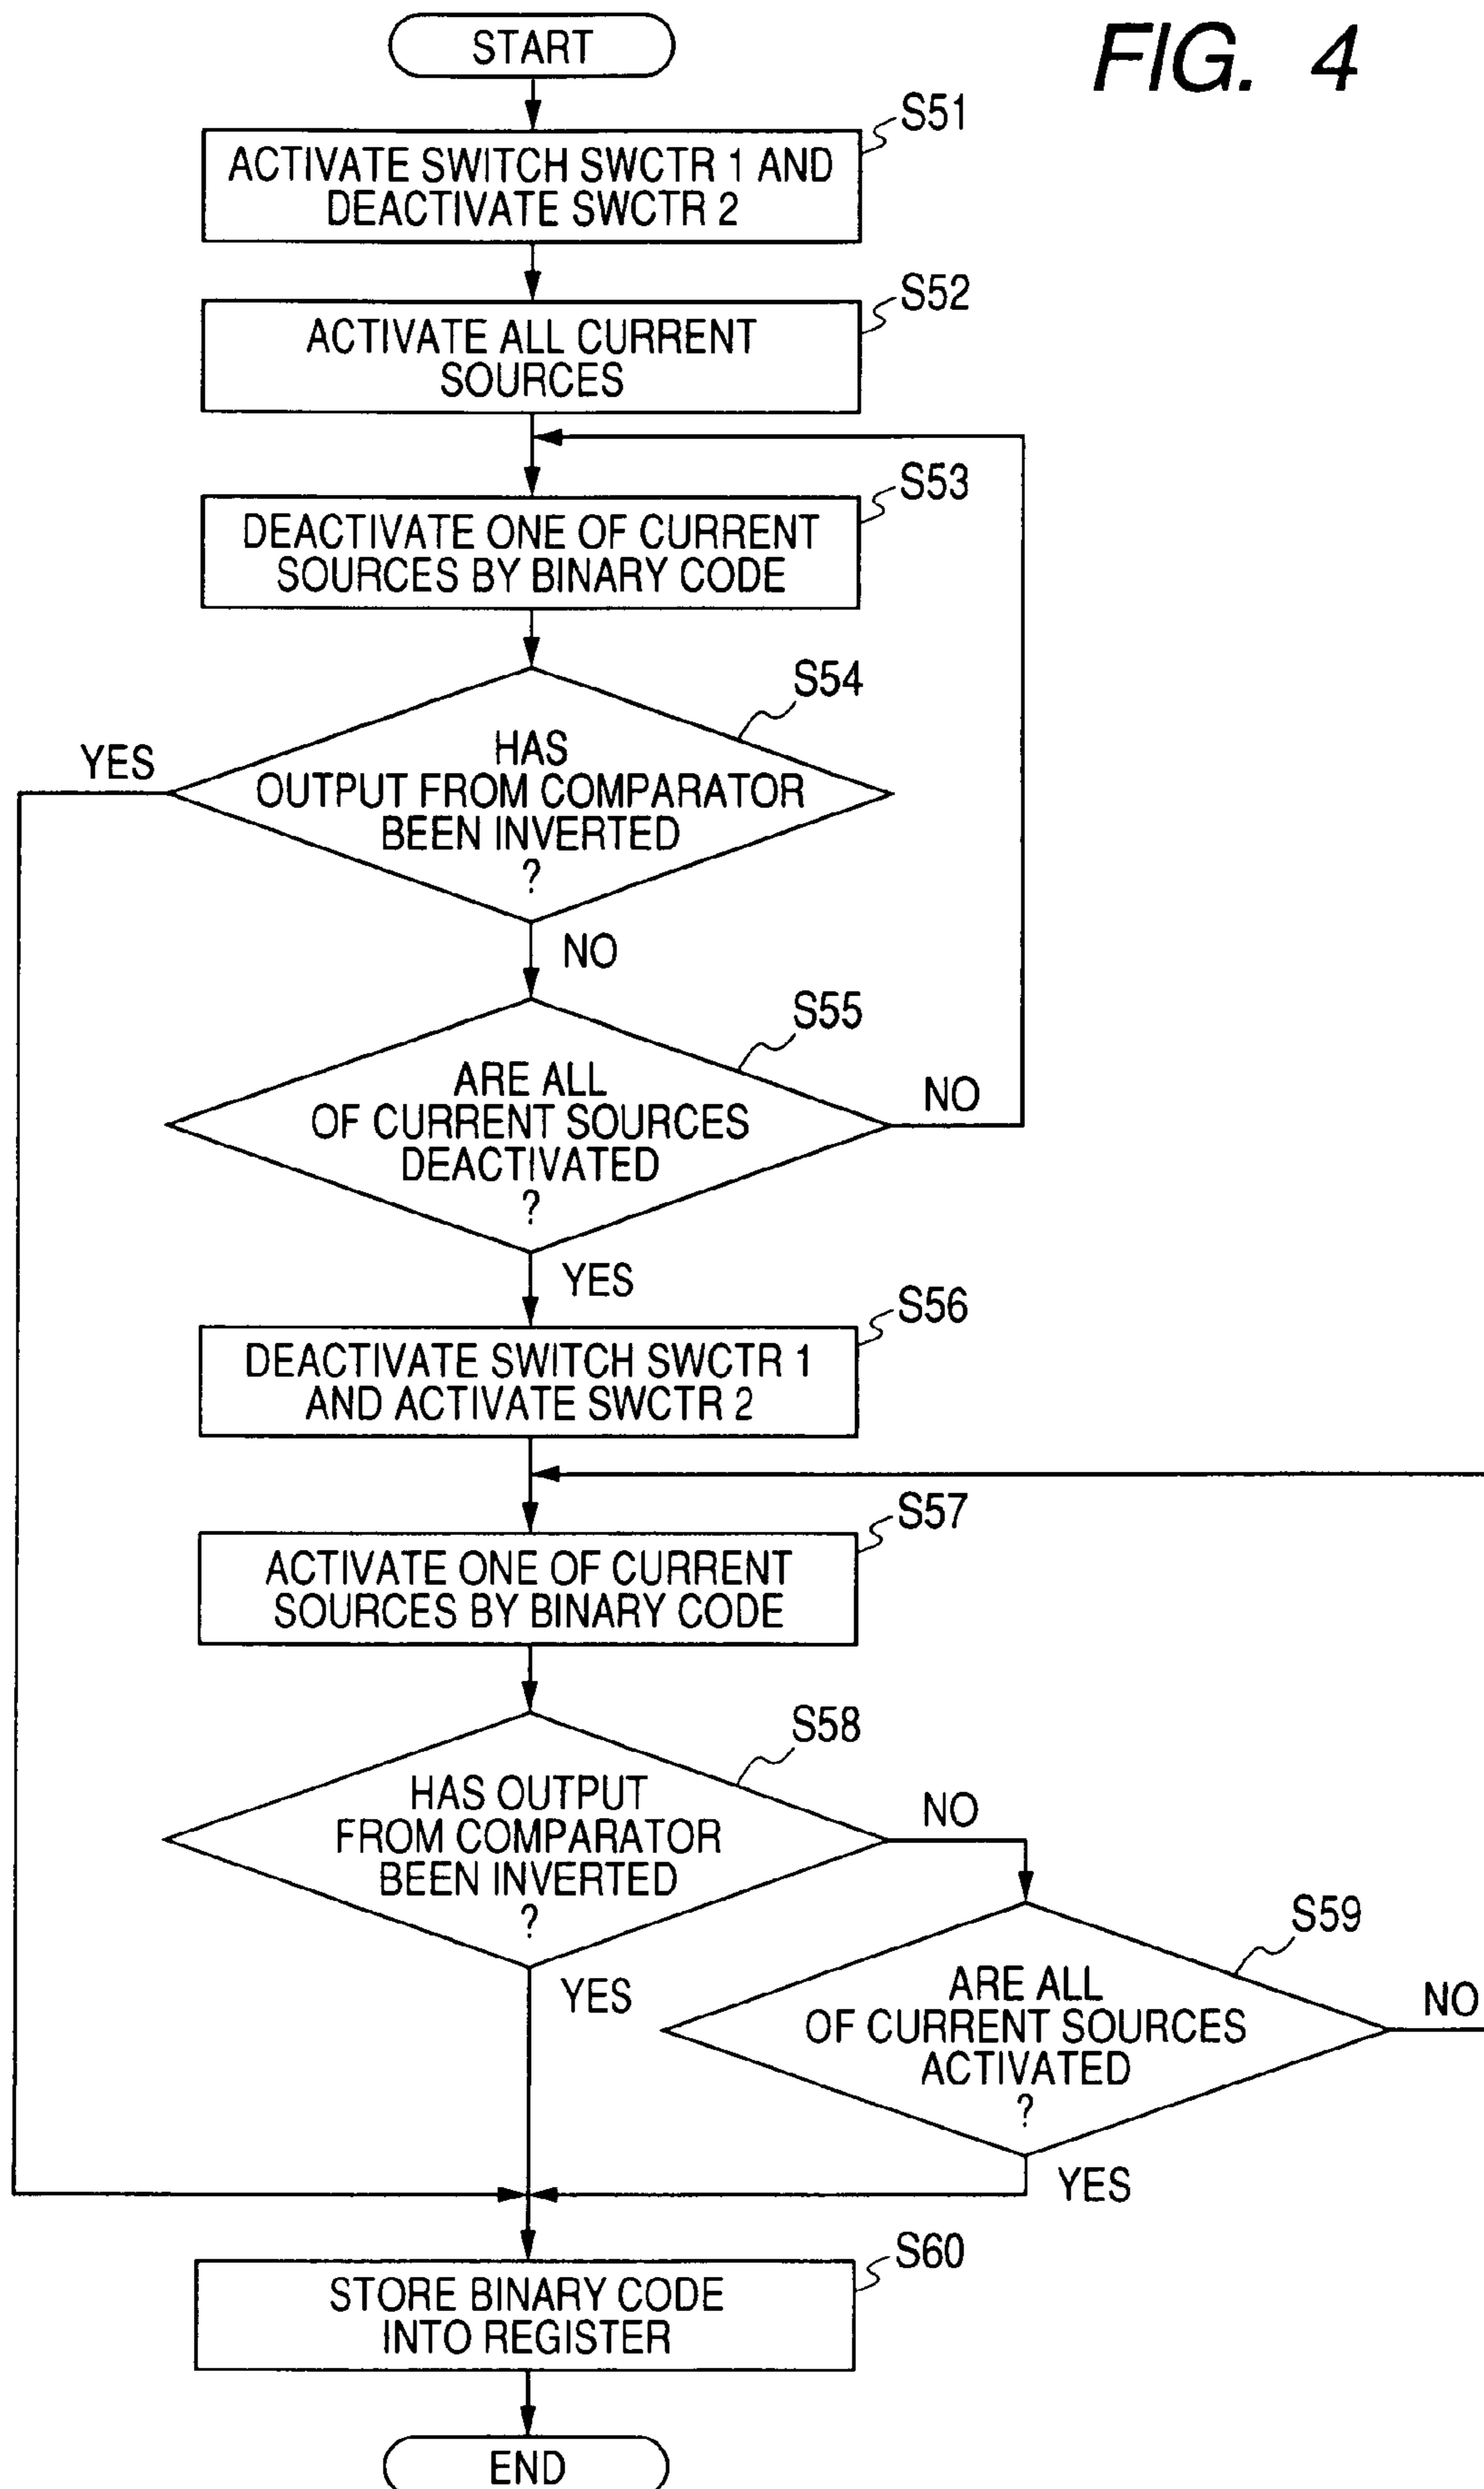 FIG. 4
START
S51
ACTIVATE SWITCH SWCTR 1 AND
DEACTIVATE SWCTR 2
S52
ACTIVATE ALL CURRENT
SOURCES
S53
DEACTIVATE ONE OF CURRENT
SOURCES BY BINARY CODE
S54
YES
HAS
OUTPUT FROM COMPARATOR
BEEN INVERTED
?
NO
S55
ARE ALL
OF CURRENT SOURCES
DEACTIVATED
?
NO
YES
S56
DEACTIVATE SWITCH SWCTR 1
AND ACTIVATE SWCTR 2
S57
ACTIVATE ONE OF CURRENT
SOURCES BY BINARY CODE
S58
HAS OUTPUT
FROM COMPARATOR
BEEN INVERTED
?
NO
YES
S59
ARE ALL
OF CURRENT SOURCES
ACTIVATED
?
NO
YES
S60
STORE BINARY CODE
INTO REGISTER
END